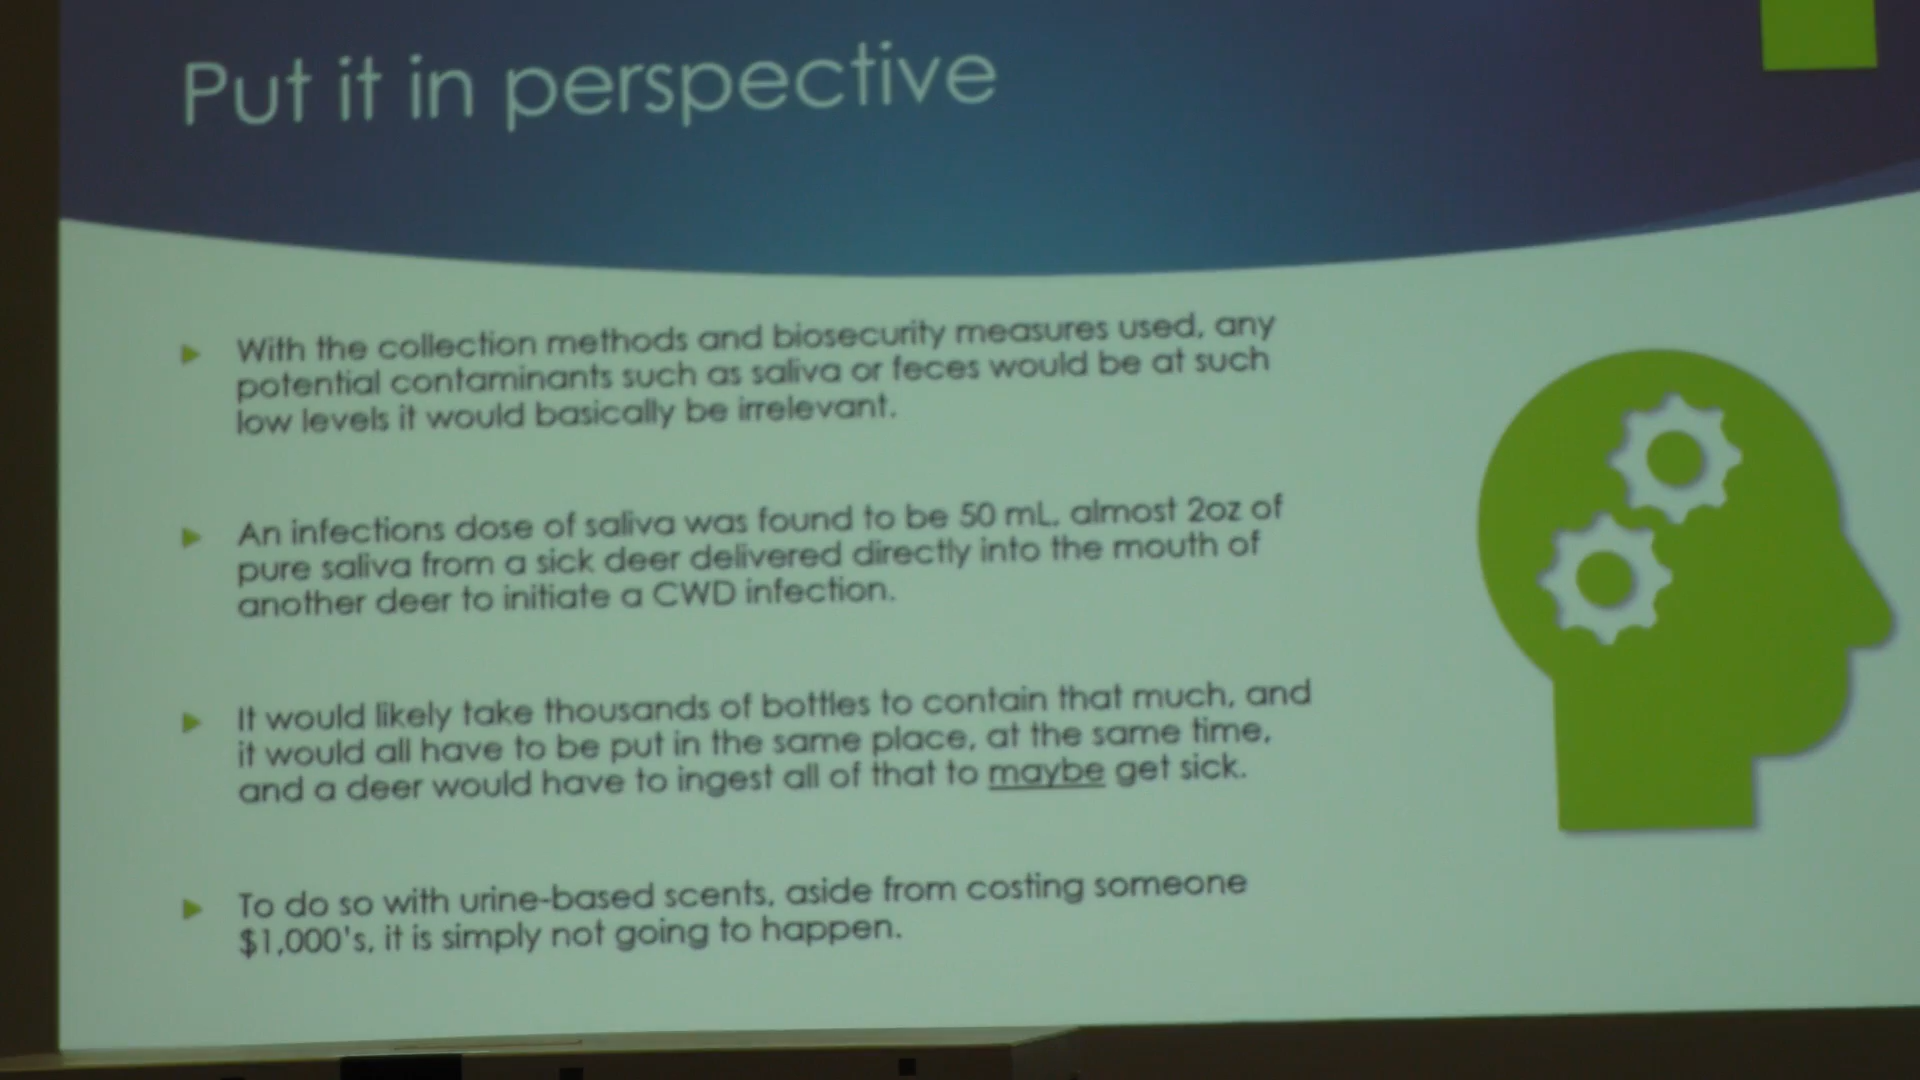 Put it in perspective
With the collection methods and biosecurity measures used, any
potential contaminants such as saliva or feces would be at such
low levels it would basically be irrelevant.
An infections dose of saliva was found to be 50 mL, almost 2oz of
pure saliva from a sick deer delivered directly into the mouth of
another deer to initiate a CWD infection.
It would likely take thousands of bottles to contain that much, and
it would all have to be put in the same place, at the same time,
and a deer would have to ingest all of that to maybe get sick.
To do so with urine-based scents, aside from costing someone
$1,000's, it is simply not going to happen.